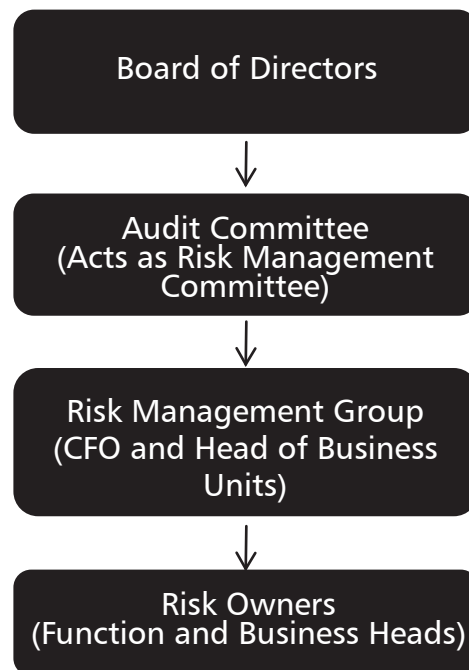 Board of Directors
Audit Committee
(Acts as Risk Management
Committee)
Risk Management Group
(CFO and Head of Business
Units)
Risk Owners
(Function and Business Heads)